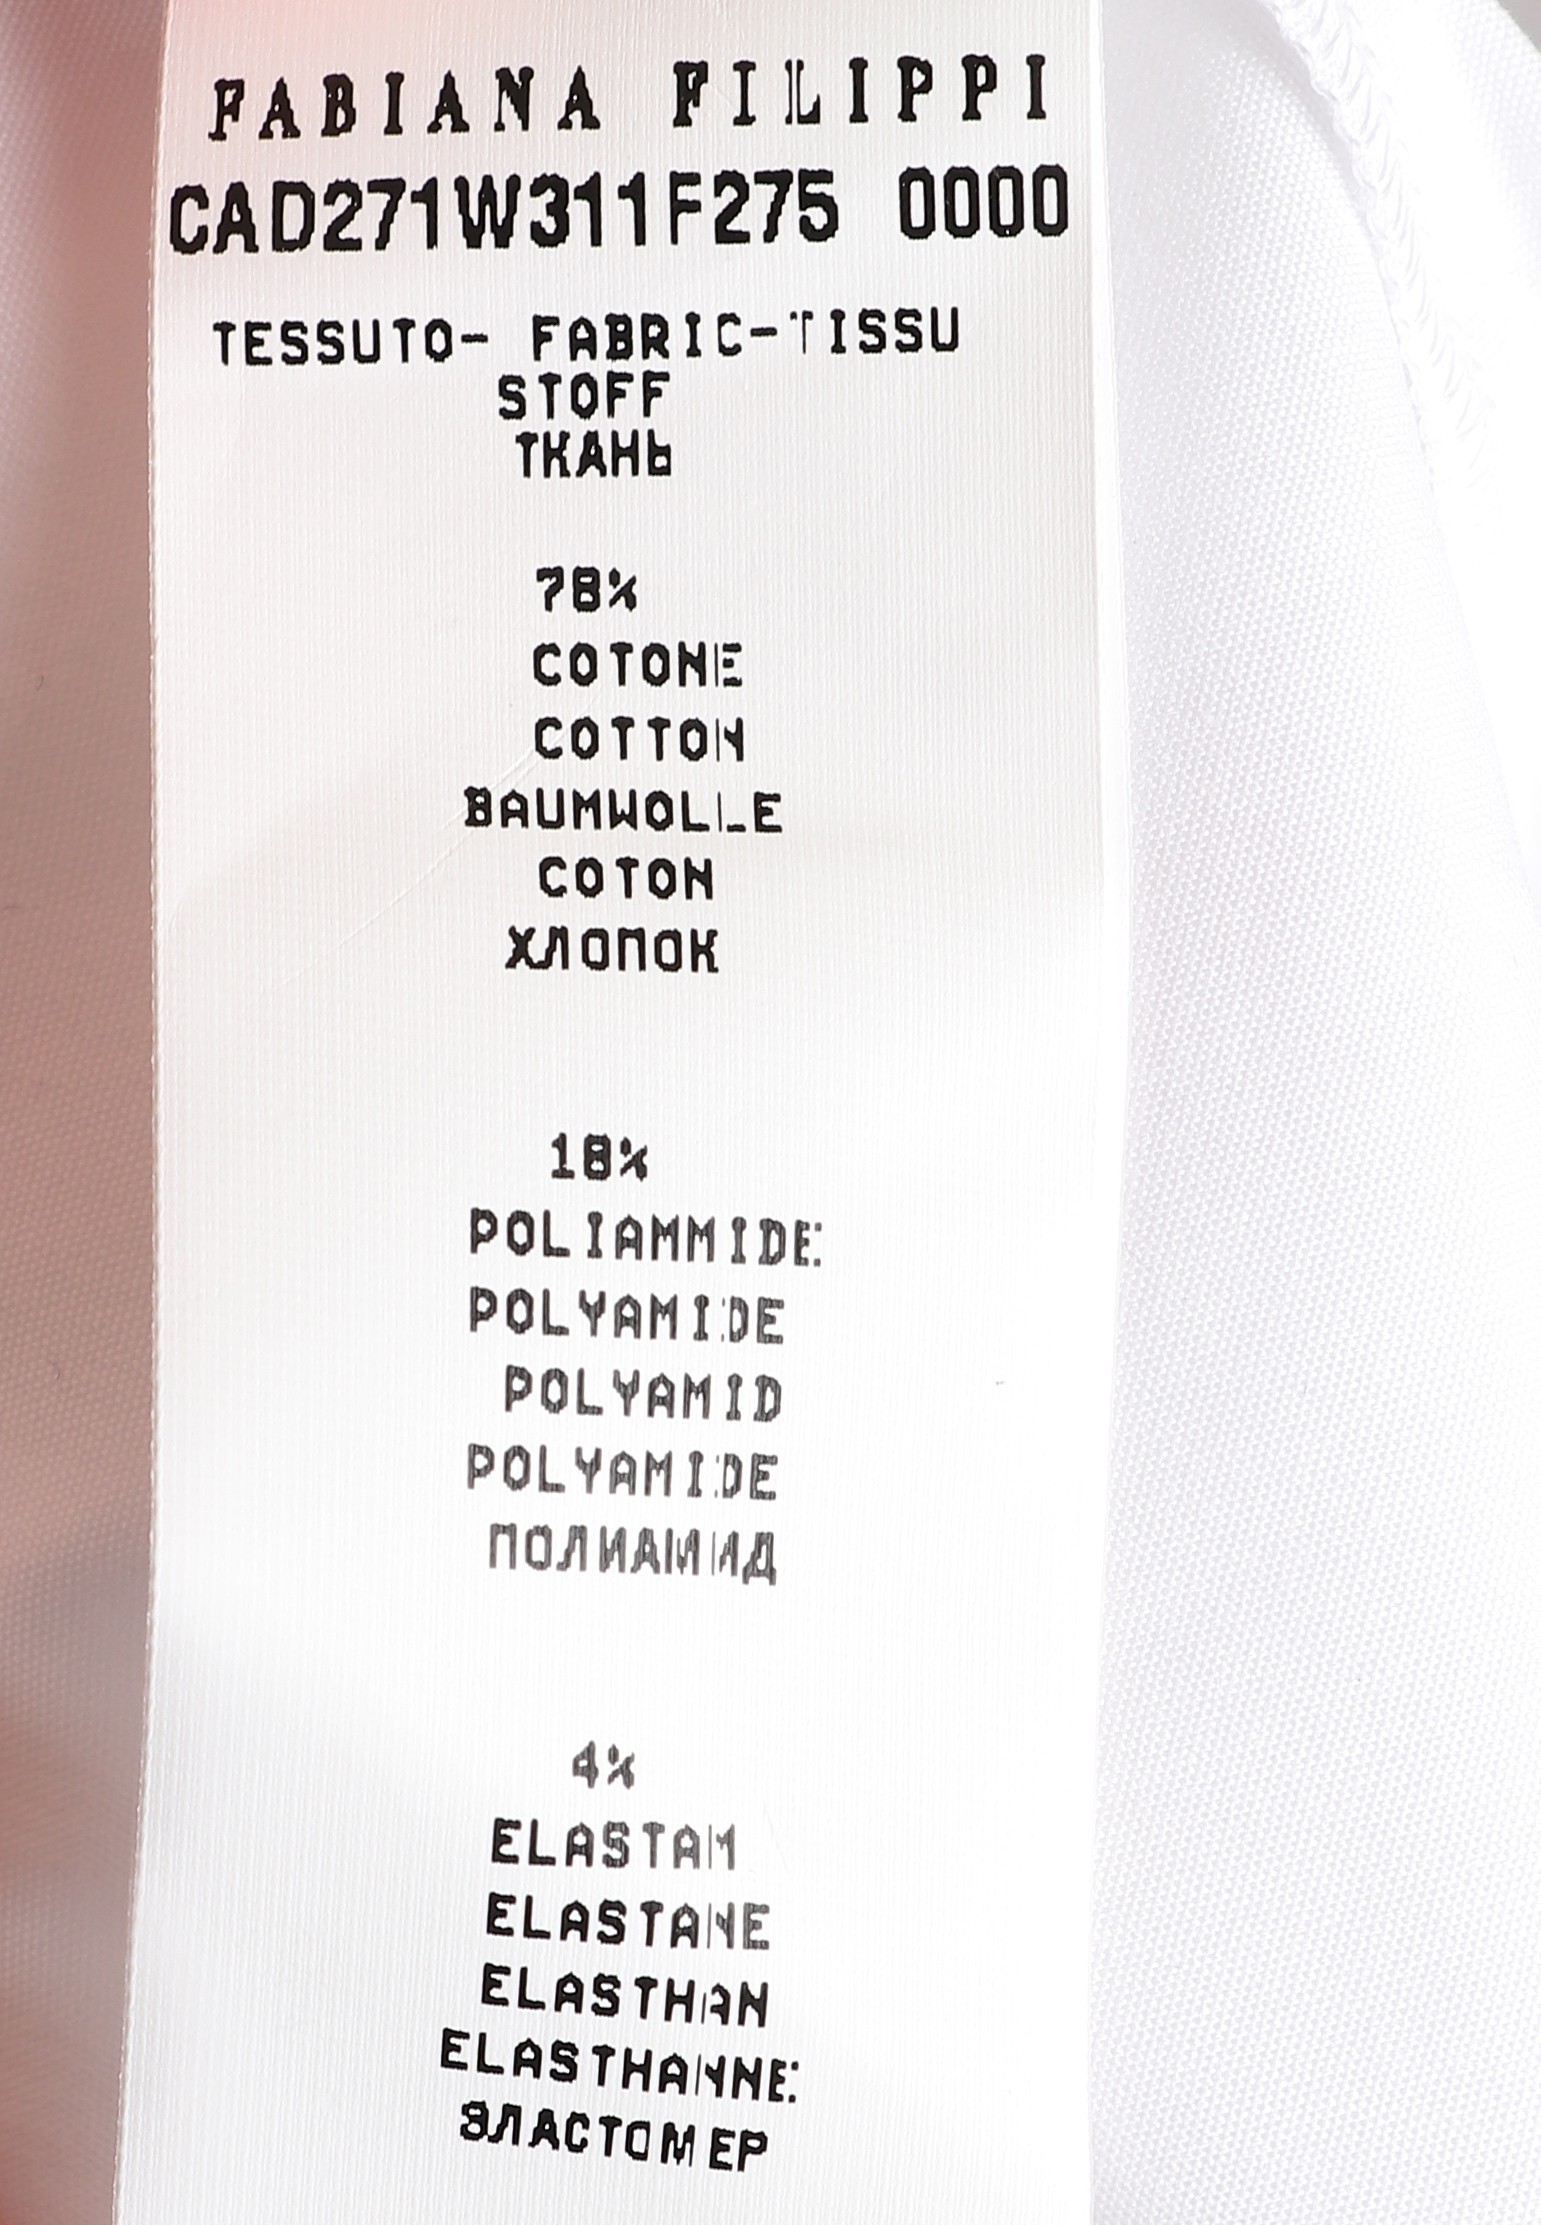 FABIANA FILIPPI
CAD271W311F275 0000
TESSUTO- FABRIC-TISSU
STOFF
ТКАНЬ
78%
COTONE
COTTON
BAUMWOLLE
COTON
ХЛОПОК
18%
POLIAMMIDE
POLYAMIDE
POLYAMID
POLYAMIDE
ПОЛИАМИД
4%
ELASTAN
ELASTANE
ELASTHAN
ELASTHANNE
ЭЛАСТОМЕР